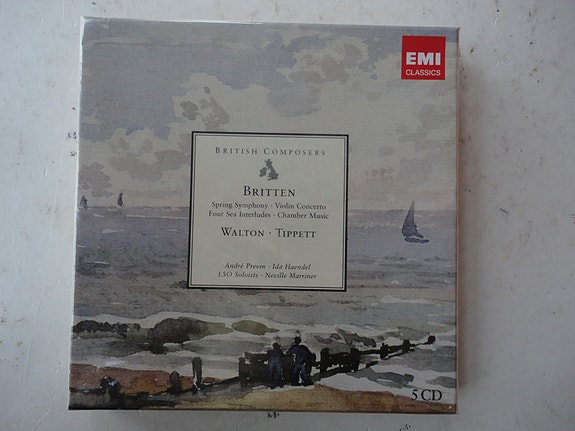 EMI
CLASSICS
BRITISH COMPOSERS
BRITTEN
Spring Symphony · Violin Concerto
Four Sea Interludes · Chamber Music
WALTON · TIPPETT
André Previn · Ida Haendel
LSO Soloists · Neville Marriner
5 CD